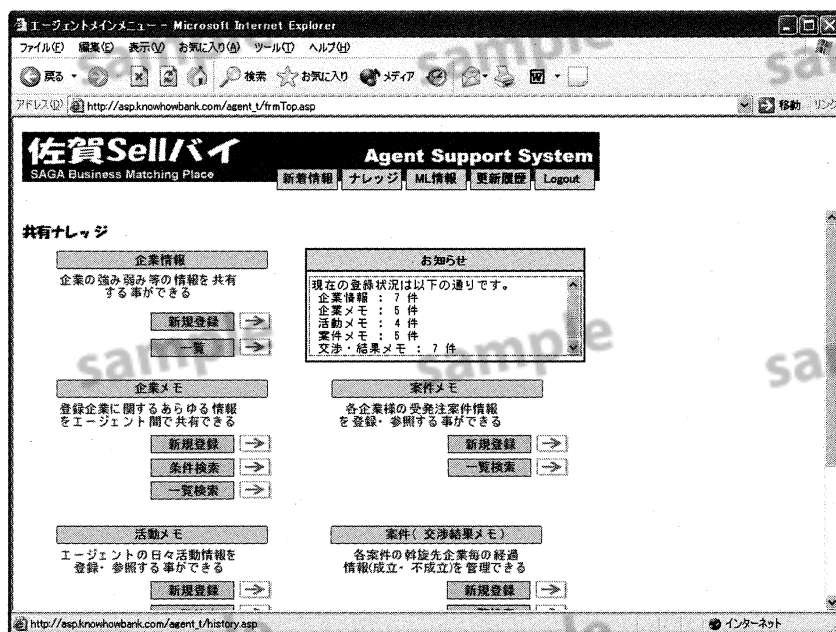 エージェントメインメニュー - Microsoft Internet Explorer
ファイル(F) 編集(E) 表示(V) お気に入り(A) ツール(T) ヘルプ(H)
戻る 検索 お気に入り メディア
アドレス(D) http://asp.knowhowbank.com/agent_t/frmTop.asp 移動 リンク
佐賀Sellバイ Agent Support System
SAGA Business Matching Place
新着情報 ナレッジ ML情報 更新履歴 Logout
共有ナレッジ
企業情報
企業の強み弱み等の情報を共有
する事ができる
新規登録
一覧
お知らせ
現在の登録状況は以下の通りです。
企業情報 : 7 件
企業メモ : 5 件
活動メモ : 4 件
案件メモ : 5 件
交渉・結果メモ : 7 件
企業メモ
登録企業に関するあらゆる情報
をエージェント間で共有できる
新規登録
条件検索
一覧検索
案件メモ
各企業様の受発注案件情報
を登録・参照する事ができる
新規登録
一覧検索
活動メモ
エージェントの日々活動情報を
登録・参照する事ができる
新規登録
案件(交渉結果メモ)
各案件の斡旋先企業毎の経過
情報(成立・不成立)を管理できる
新規登録
http://asp.knowhowbank.com/agent_t/history.asp インターネット
sample
sample
sample
sample
sample
sample